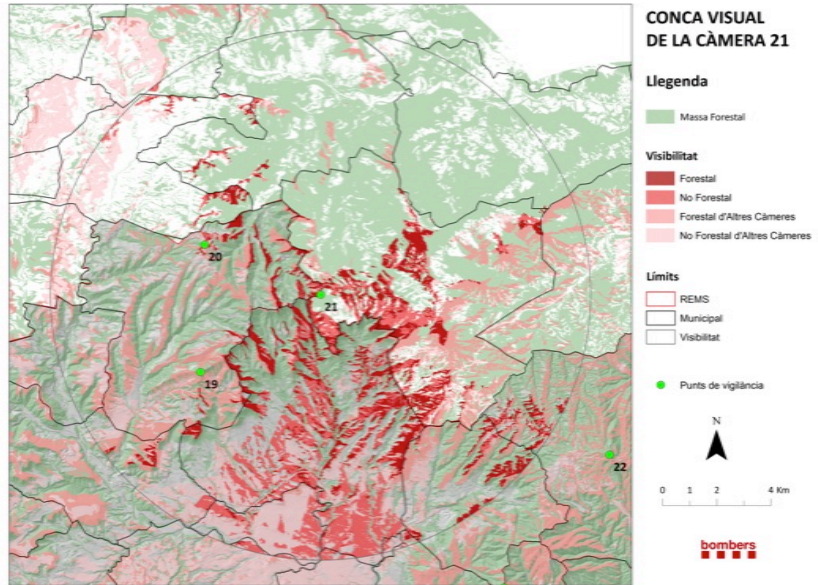 CONCA VISUAL
DE LA CÀMERA 21
Llegenda
Massa Forestal
Visibilitat
Forestal
No Forestal
Forestal d'Altres Càmeres
No Forestal d'Altres Càmeres
Límits
REMS
Municipal
Visibilitat
Punts de vigilància
N
0 1 2 4 Km
bombers
20
21
19
22